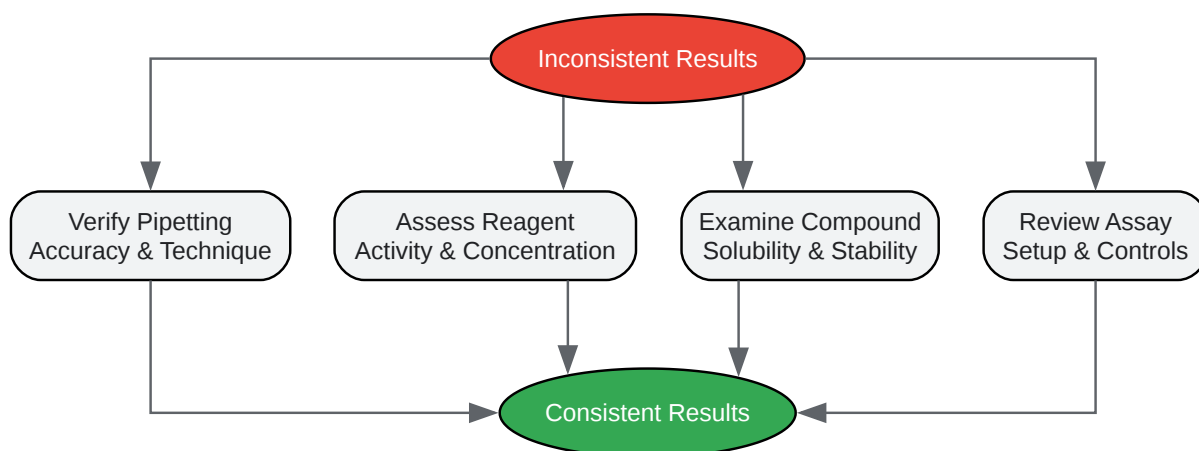 Inconsistent Results
Verify Pipetting
Accuracy & Technique
Assess Reagent
Activity & Concentration
Examine Compound
Solubility & Stability
Review Assay
Setup & Controls
Consistent Results